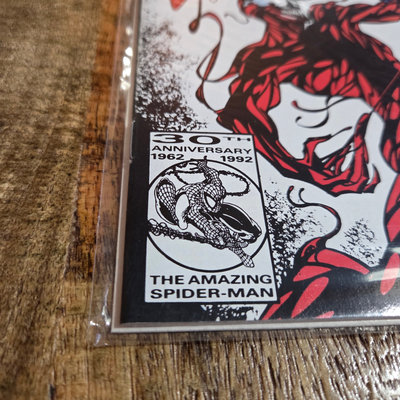 30TH
ANNIVERSARY
1962 1992
THE AMAZING
SPIDER-MAN